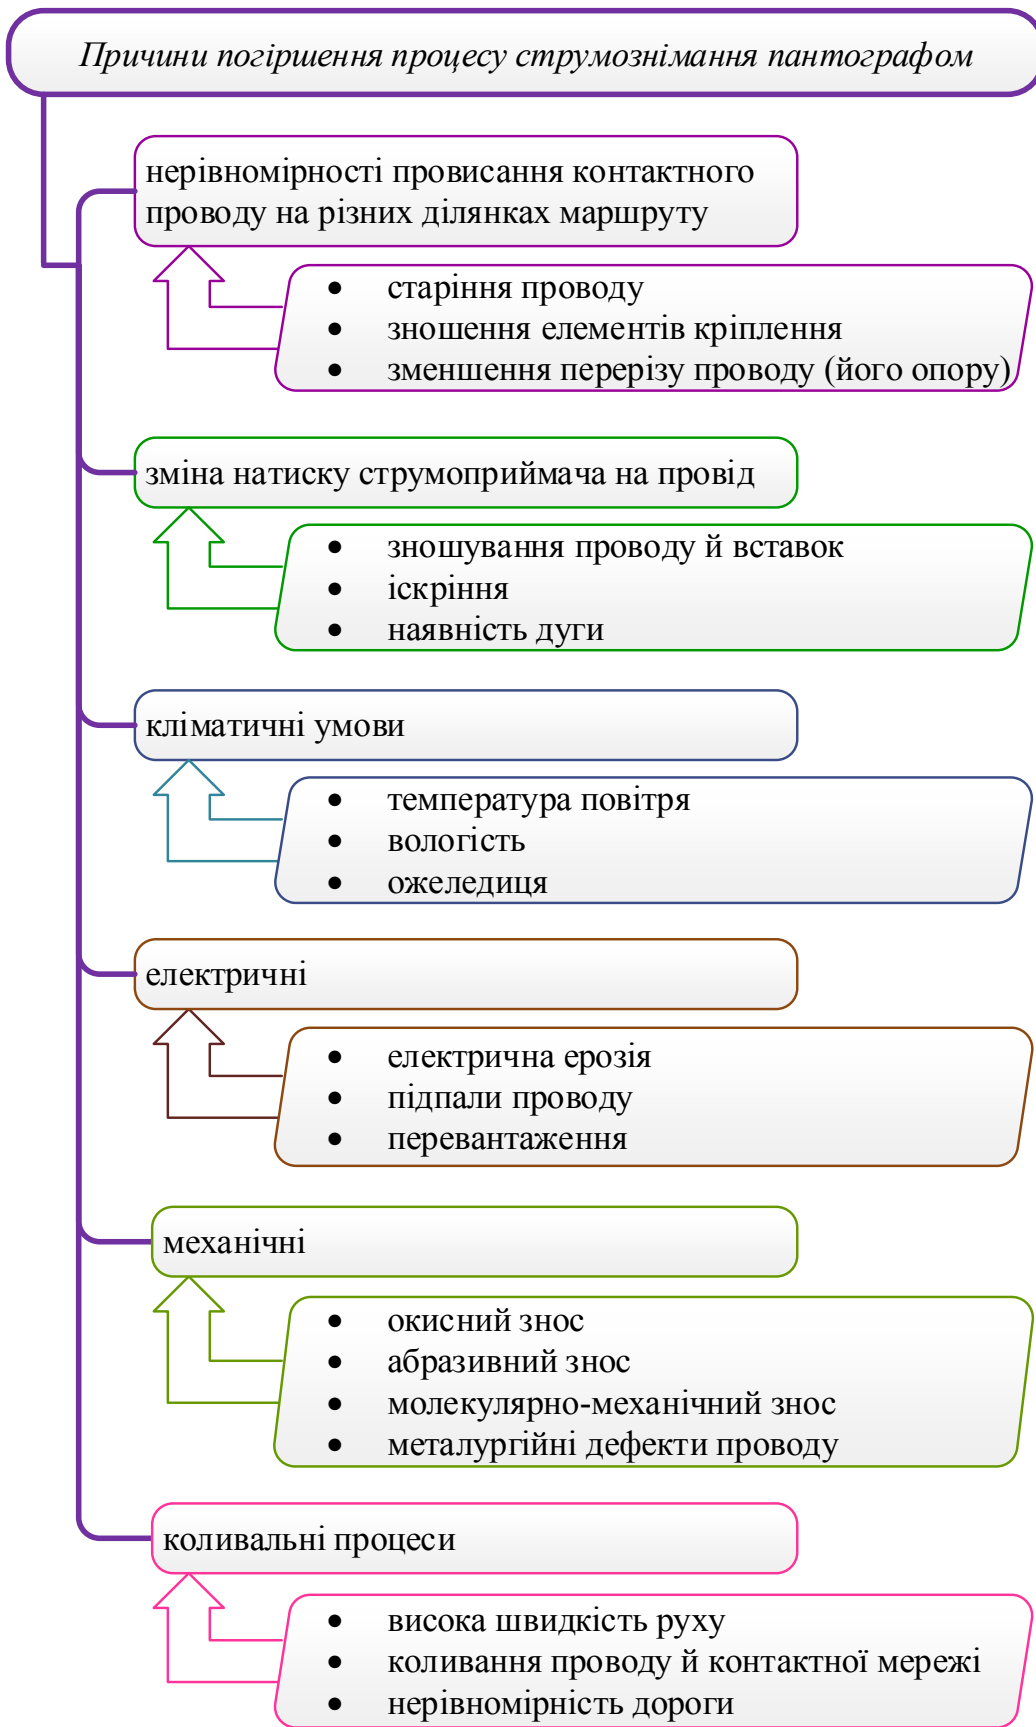 Причини погіршення процесу струмознімання пантографом
нерівномірності провисання контактного
проводу на різних ділянках маршруту
• старіння проводу
• зношення елементів кріплення
• зменшення перерізу проводу (його опору)
зміна натиску струмоприймача на провід
• зношування проводу й вставок
• іскріння
• наявність дуги
кліматичні умови
• температура повітря
• вологість
• ожеледиця
електричні
• електрична ерозія
• підпали проводу
• перевантаження
механічні
• окисний знос
• абразивний знос
• молекулярно-механічний знос
• металургійні дефекти проводу
коливальні процеси
• висока швидкість руху
• коливання проводу й контактної мережі
• нерівномірність дороги